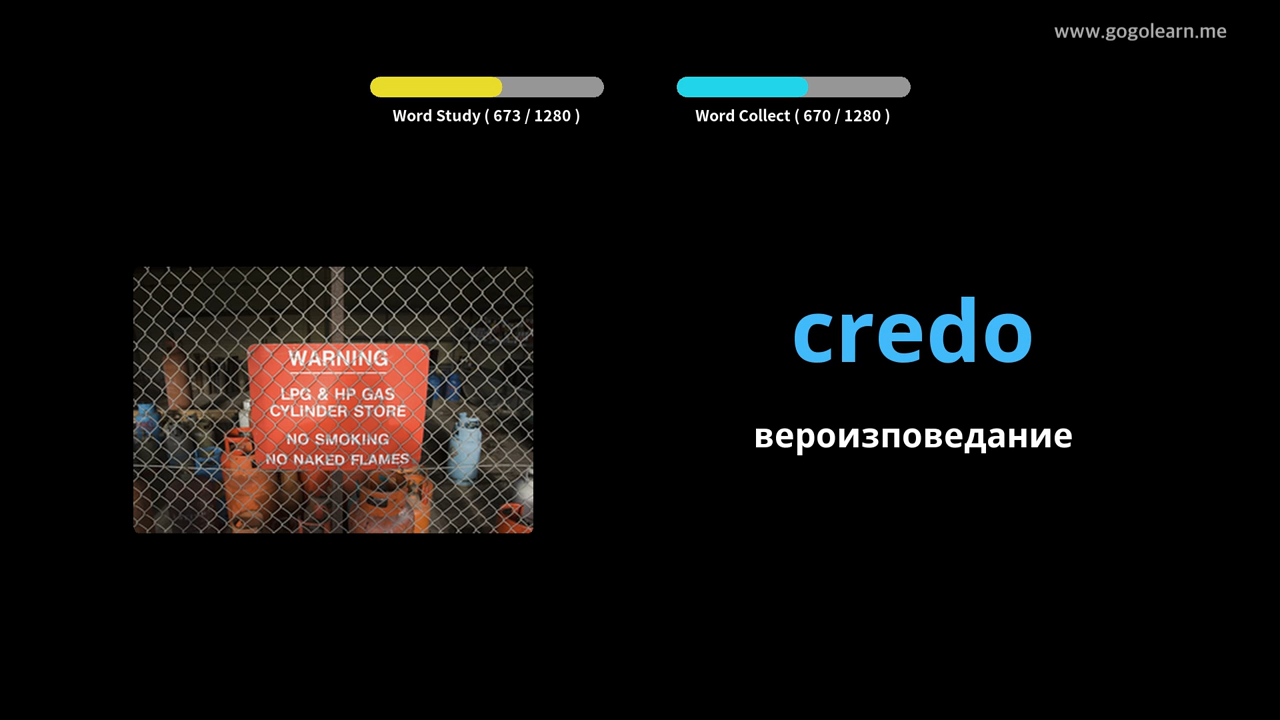 www.gogolearn.me
Word Study ( 673 / 1280 )
Word Collect ( 670 / 1280 )
WARNING
LPG & HP GAS
CYLINDER STORE
NO SMOKING
NO NAKED FLAMES
credo
вероизповедание